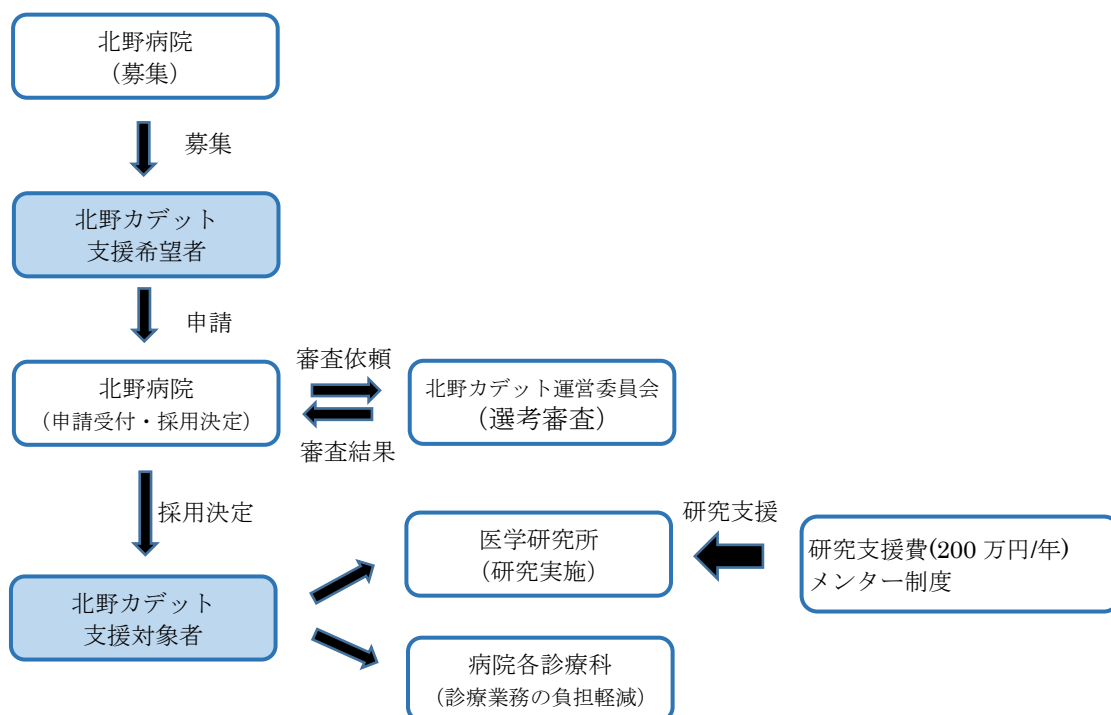 北野病院
（募集）
募集
北野カデット
支援希望者
申請
北野病院
（申請受付・採用決定）
審査依頼
審査結果
北野カデット運営委員会
（選考審査）
採用決定
北野カデット
支援対象者
医学研究所
（研究実施）
研究支援
研究支援費(200 万円/年)
メンター制度
病院各診療科
（診療業務の負担軽減）